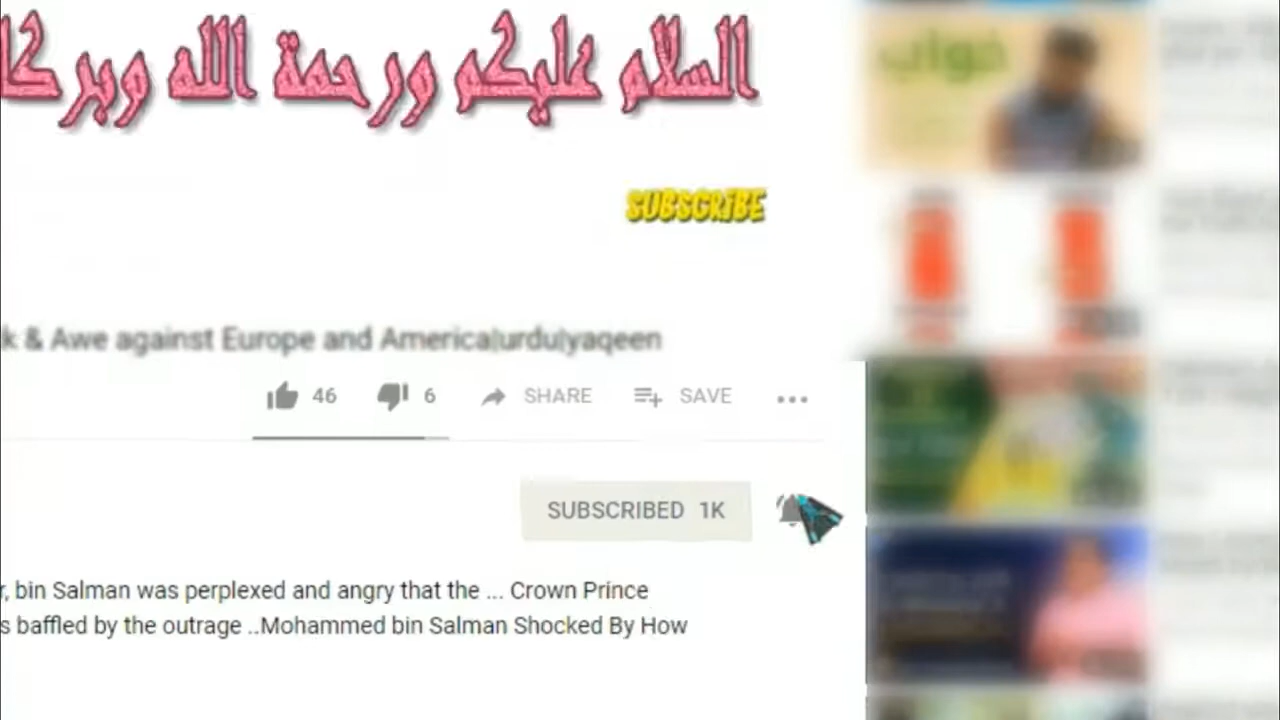 السلام عليكم ورحمة الله وبركا
SUBSCRIBE
k & Awe against Europe and America|urdu|yaqeen
46 6 SHARE SAVE
SUBSCRIBED 1K
r, bin Salman was perplexed and angry that the ... Crown Prince
s baffled by the outrage ..Mohammed bin Salman Shocked By How
خواب